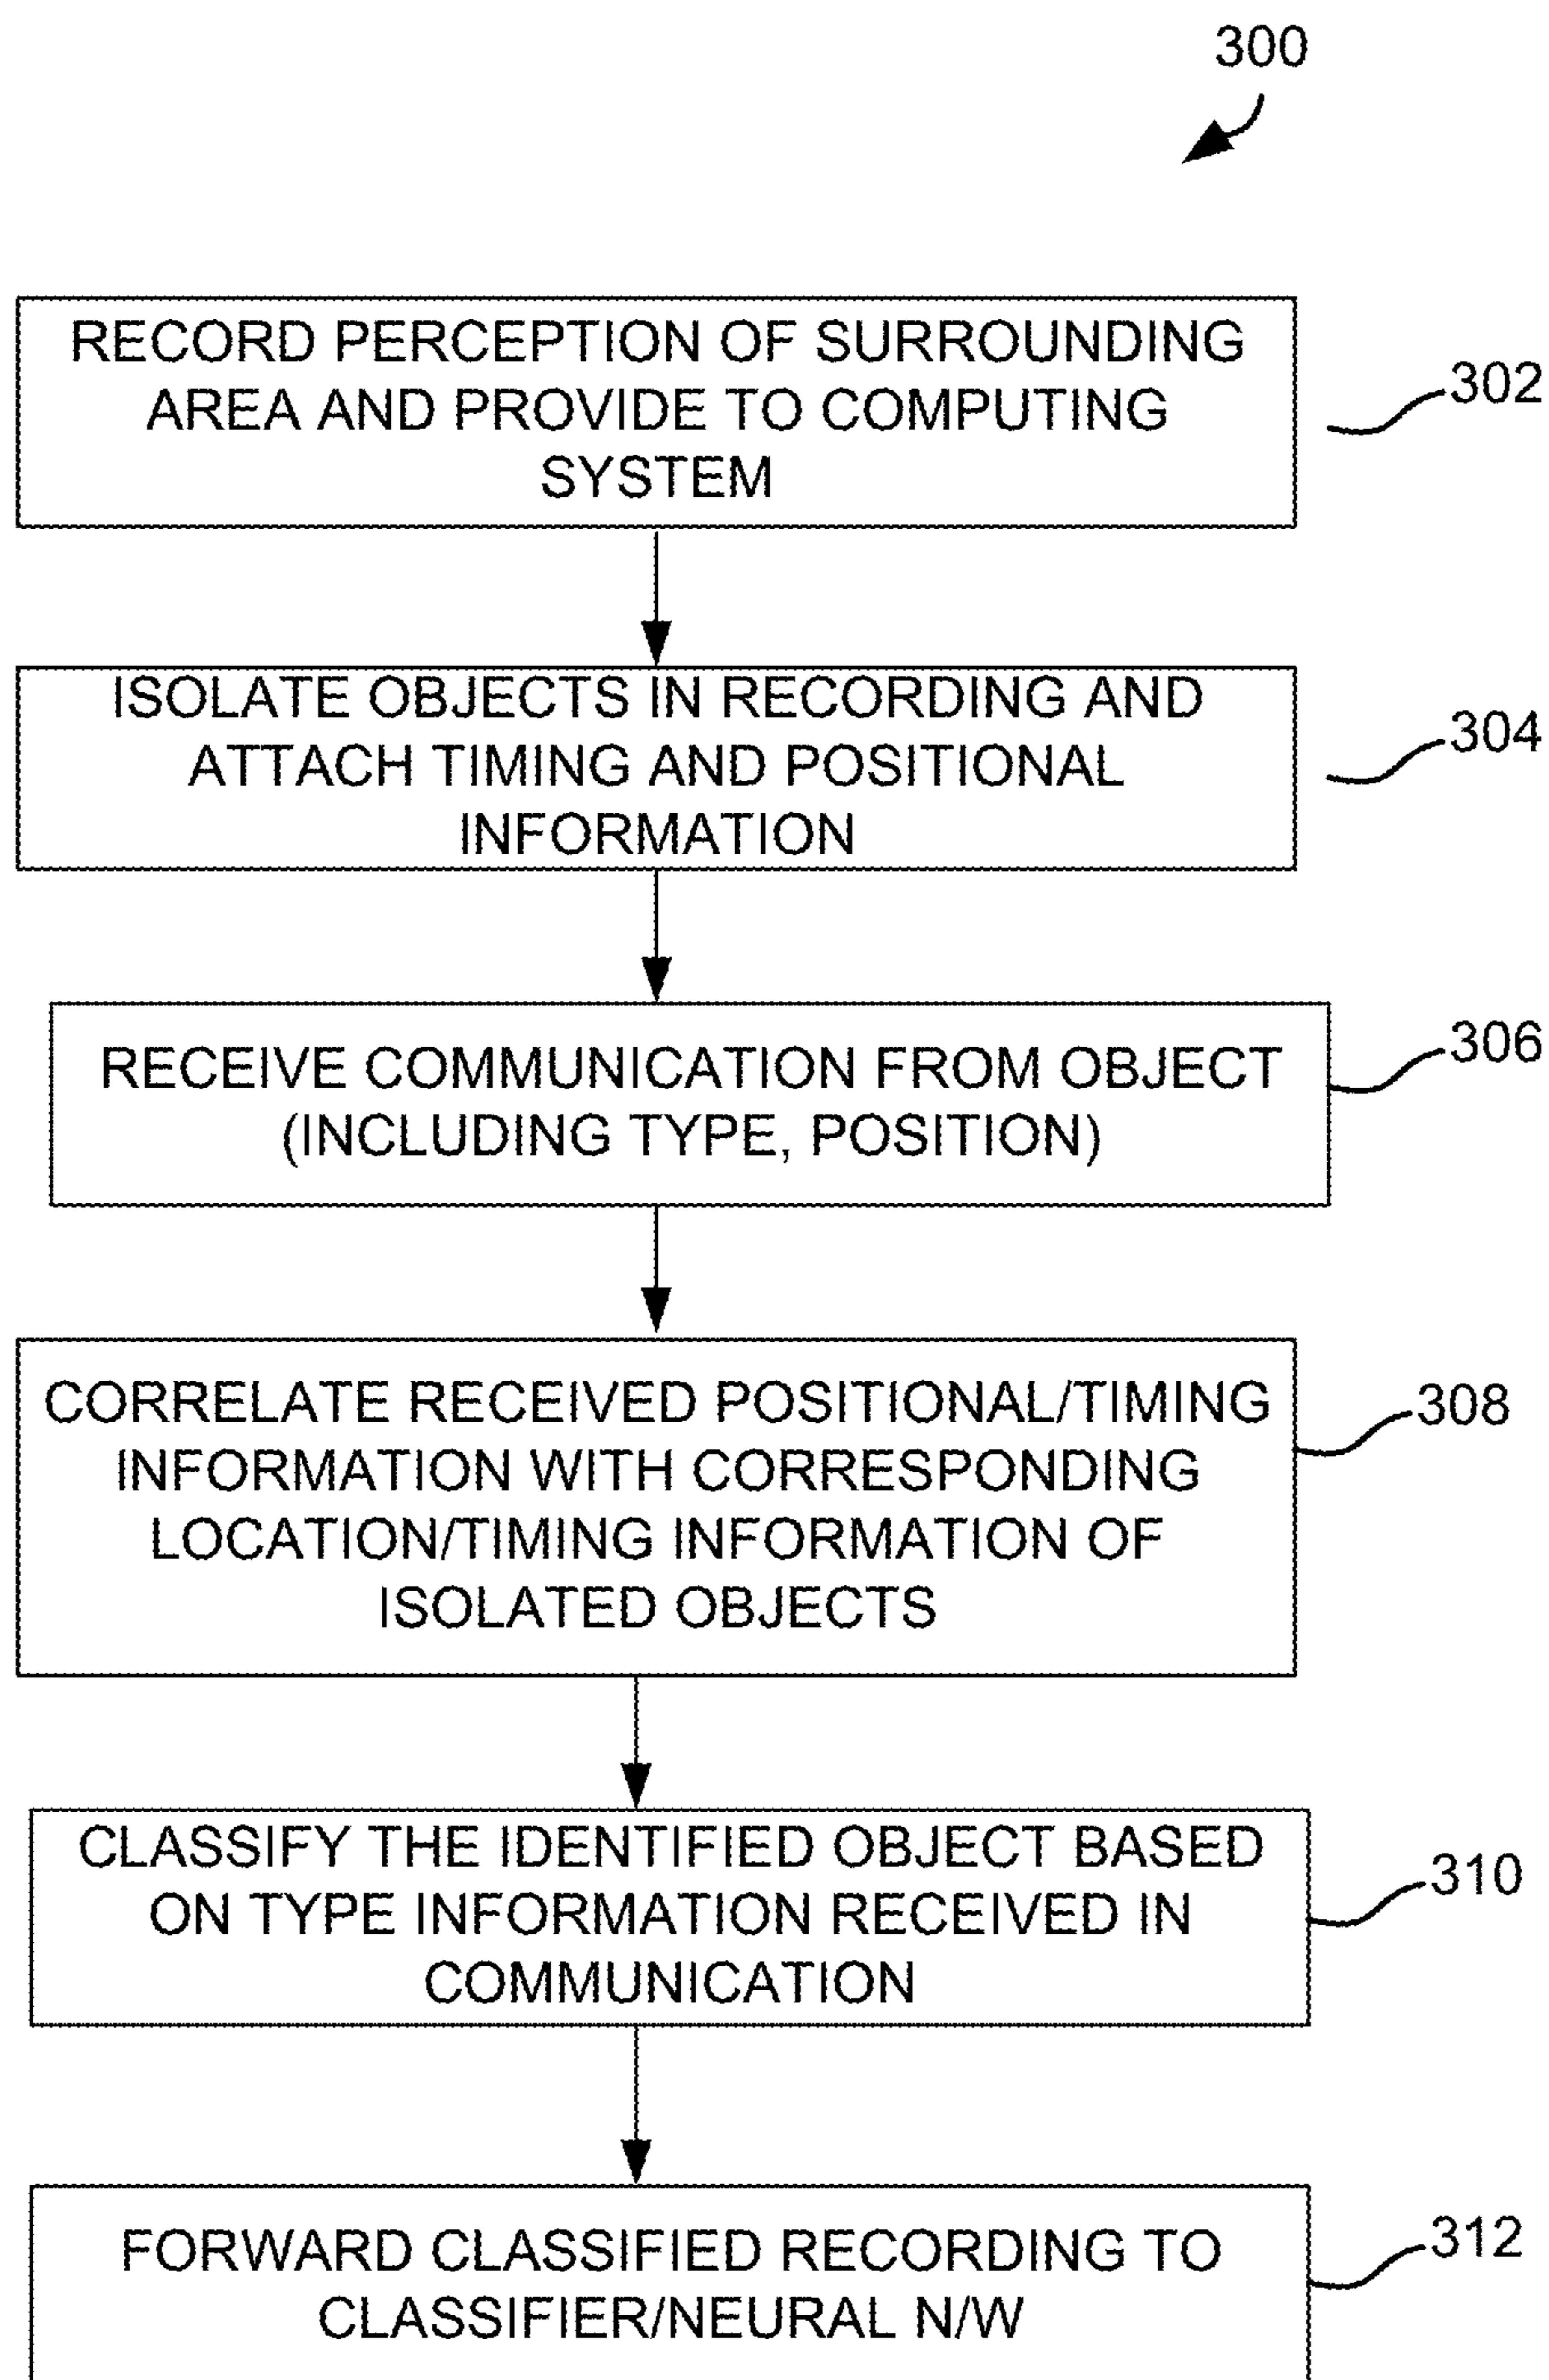 300
RECORD PERCEPTION OF SURROUNDING
AREA AND PROVIDE TO COMPUTING
SYSTEM
302
ISOLATE OBJECTS IN RECORDING AND
ATTACH TIMING AND POSITIONAL
INFORMATION
304
RECEIVE COMMUNICATION FROM OBJECT
(INCLUDING TYPE, POSITION)
306
CORRELATE RECEIVED POSITIONAL/TIMING
INFORMATION WITH CORRESPONDING
LOCATION/TIMING INFORMATION OF
ISOLATED OBJECTS
308
CLASSIFY THE IDENTIFIED OBJECT BASED
ON TYPE INFORMATION RECEIVED IN
COMMUNICATION
310
FORWARD CLASSIFIED RECORDING TO
CLASSIFIER/NEURAL N/W
312